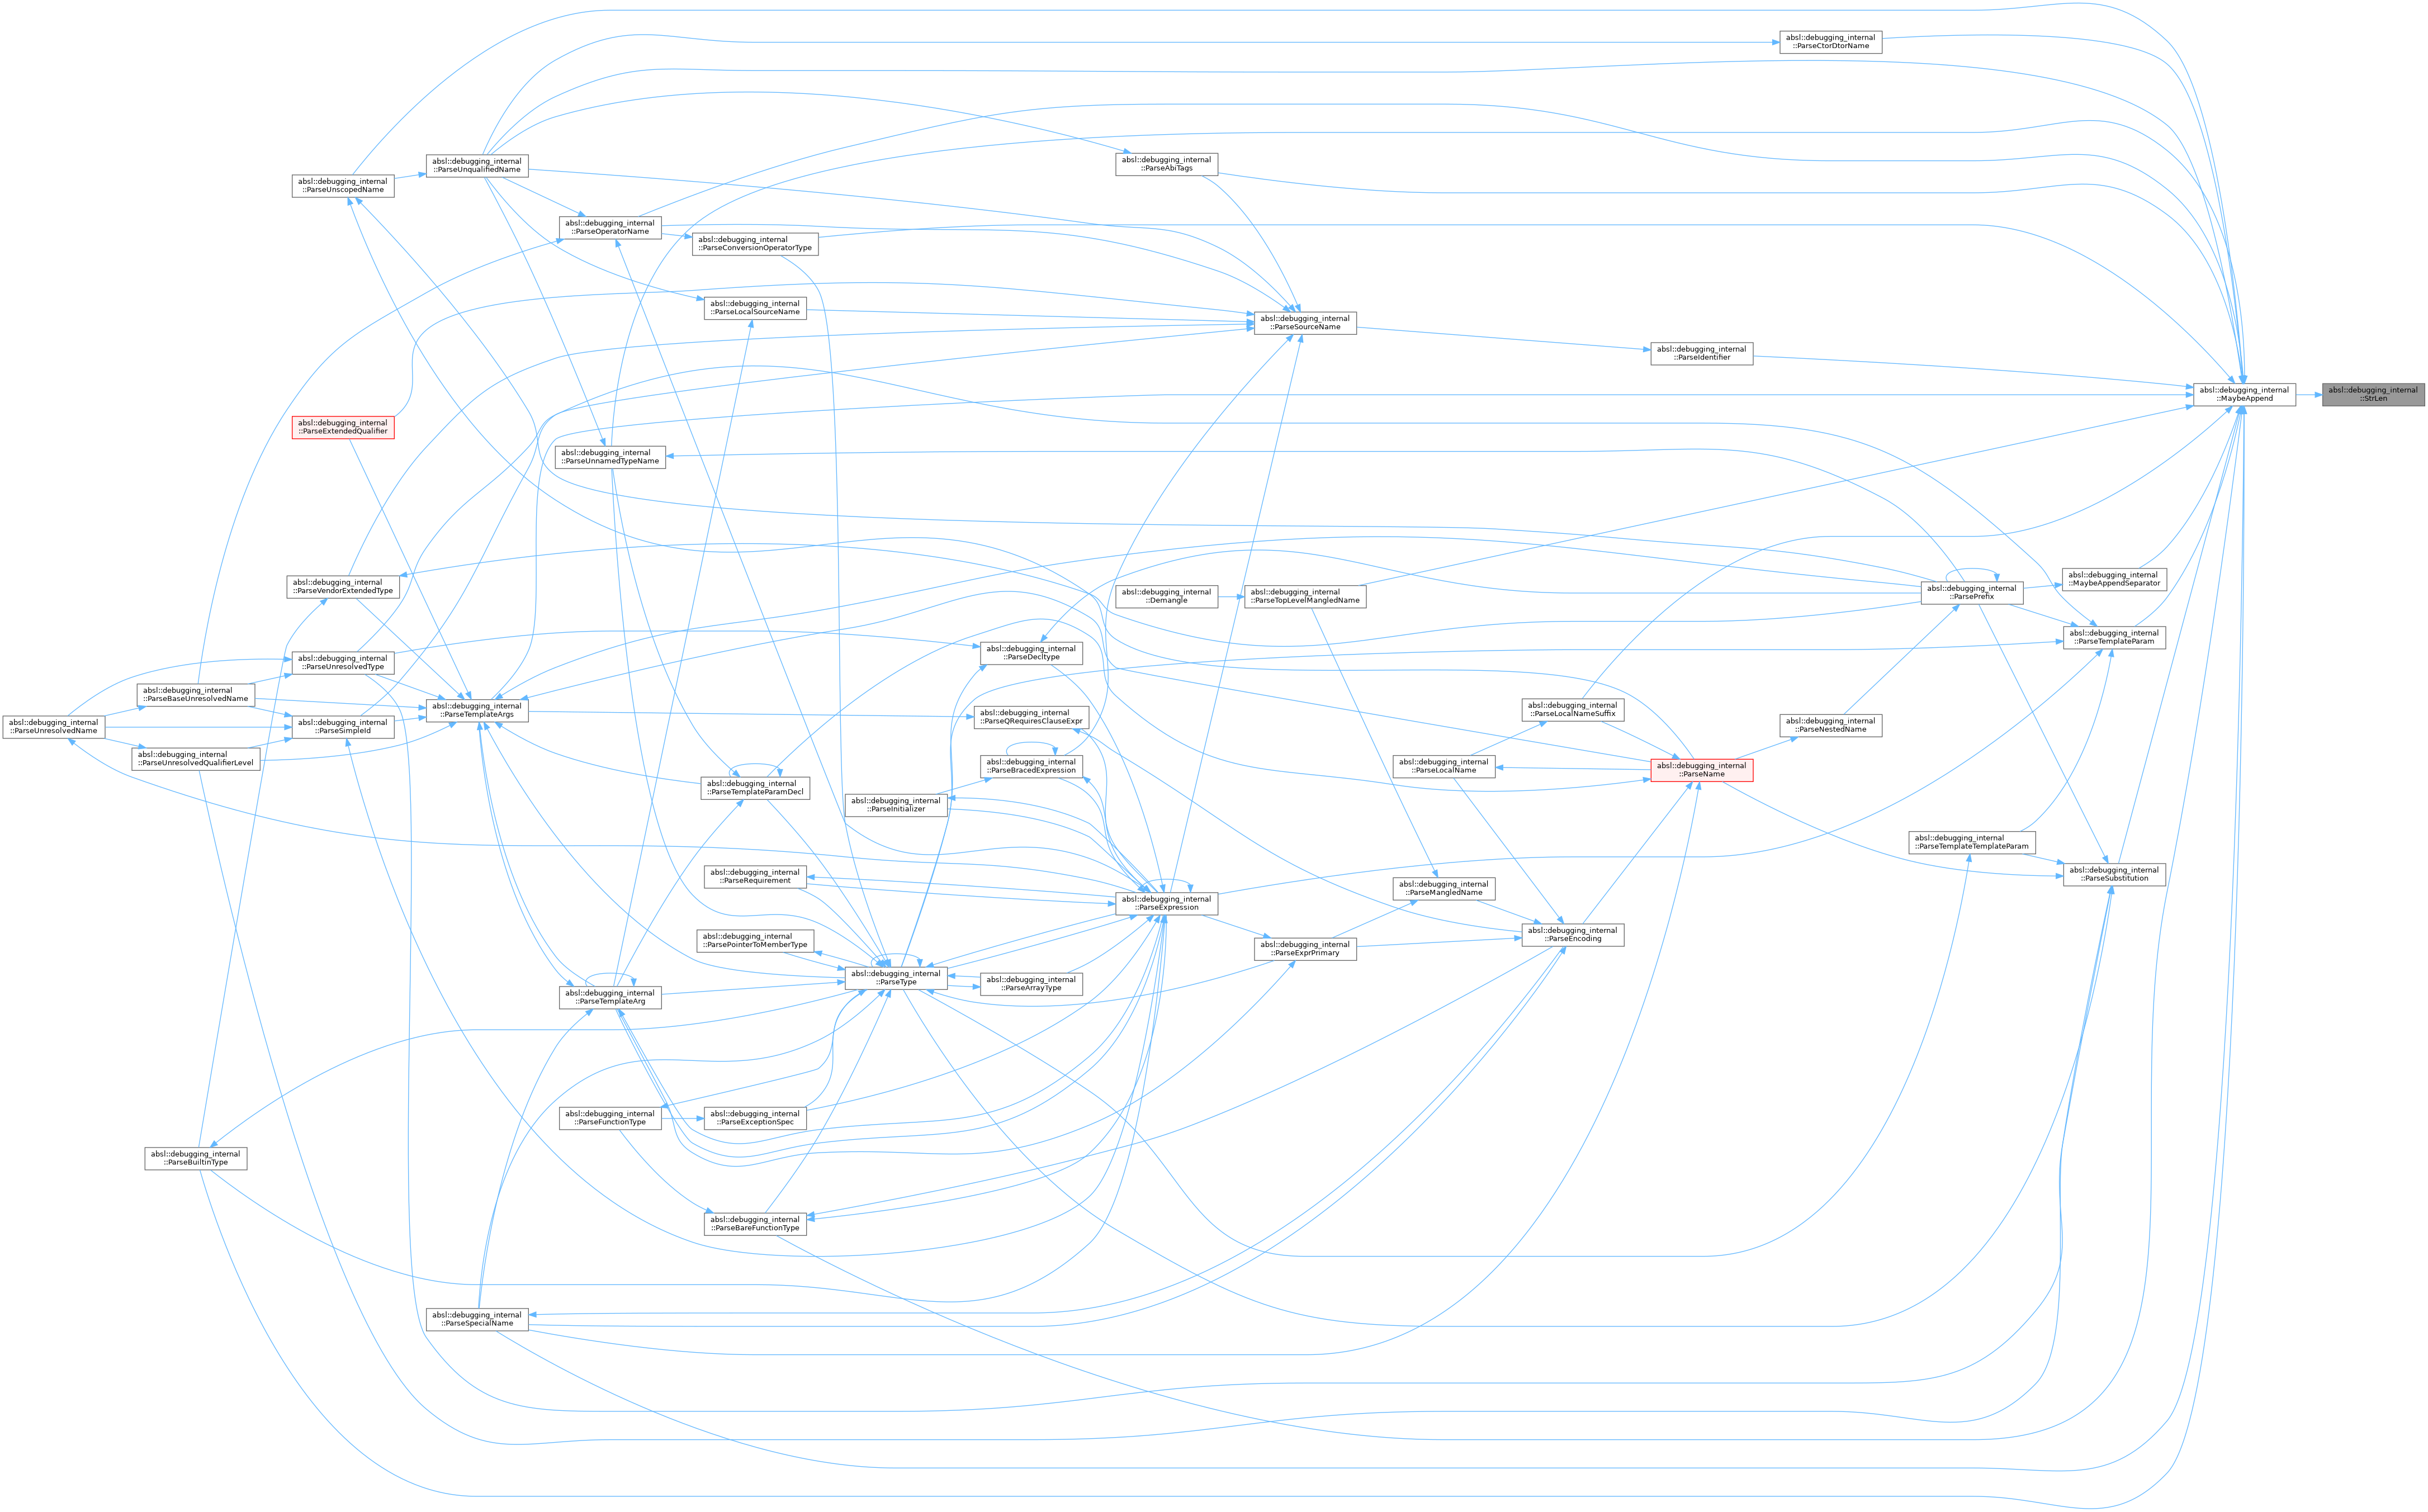 absl::debugging_internal
::ParseCtorDtorName
absl::debugging_internal
::ParseUnqualifiedName
absl::debugging_internal
::ParseAbiTags
absl::debugging_internal
::ParseUnscopedName
absl::debugging_internal
::ParseOperatorName
absl::debugging_internal
::ParseConversionOperatorType
absl::debugging_internal
::ParseLocalSourceName
absl::debugging_internal
::ParseSourceName
absl::debugging_internal
::ParseIdentifier
absl::debugging_internal
::MaybeAppend
absl::debugging_internal
::StrLen
absl::debugging_internal
::ParseExtendedQualifier
absl::debugging_internal
::ParseUnnamedTypeName
absl::debugging_internal
::MaybeAppendSeparator
absl::debugging_internal
::ParseVendorExtendedType
absl::debugging_internal
::Demangle
absl::debugging_internal
::ParseTopLevelMangledName
absl::debugging_internal
::ParsePrefix
absl::debugging_internal
::ParseTemplateParam
absl::debugging_internal
::ParseDecltype
absl::debugging_internal
::ParseUnresolvedType
absl::debugging_internal
::ParseBaseUnresolvedName
absl::debugging_internal
::ParseTemplateArgs
absl::debugging_internal
::ParseQRequiresClauseExpr
absl::debugging_internal
::ParseLocalNameSuffix
absl::debugging_internal
::ParseNestedName
absl::debugging_internal
::ParseUnresolvedName
absl::debugging_internal
::ParseSimpleId
absl::debugging_internal
::ParseUnresolvedQualifierLevel
absl::debugging_internal
::ParseBracedExpression
absl::debugging_internal
::ParseLocalName
absl::debugging_internal
::ParseName
absl::debugging_internal
::ParseTemplateParamDecl
absl::debugging_internal
::ParseInitializer
absl::debugging_internal
::ParseTemplateTemplateParam
absl::debugging_internal
::ParseRequirement
absl::debugging_internal
::ParseMangledName
absl::debugging_internal
::ParseSubstitution
absl::debugging_internal
::ParseExpression
absl::debugging_internal
::ParsePointerToMemberType
absl::debugging_internal
::ParseExprPrimary
absl::debugging_internal
::ParseEncoding
absl::debugging_internal
::ParseType
absl::debugging_internal
::ParseArrayType
absl::debugging_internal
::ParseTemplateArg
absl::debugging_internal
::ParseFunctionType
absl::debugging_internal
::ParseExceptionSpec
absl::debugging_internal
::ParseBuiltinType
absl::debugging_internal
::ParseBareFunctionType
absl::debugging_internal
::ParseSpecialName